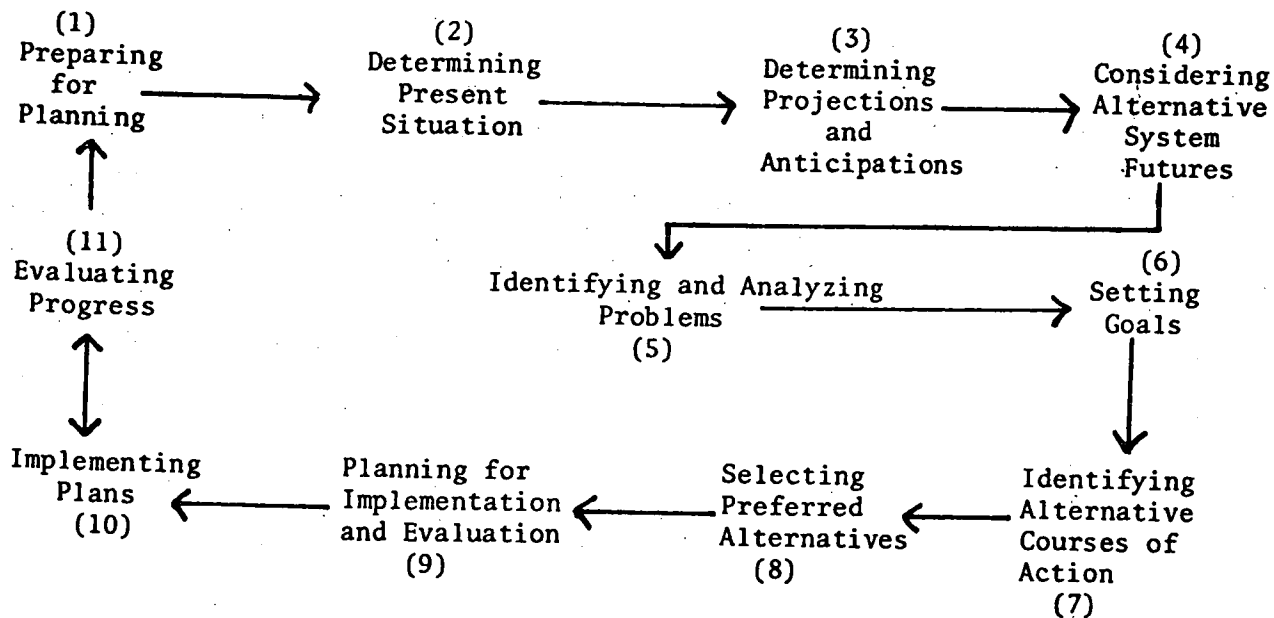 (1)
Preparing
for
Planning
(2)
Determining
Present
Situation
(3)
Determining
Projections
and
Anticipations
(4)
Considering
Alternative
System
Futures
Identifying and Analyzing
Problems
(5)
(6)
Setting
Goals
Identifying
Alternative
Courses of
Action
(7)
Selecting
Preferred
Alternatives
(8)
Planning for
Implementation
and Evaluation
(9)
Implementing
Plans
(10)
(11)
Evaluating
Progress